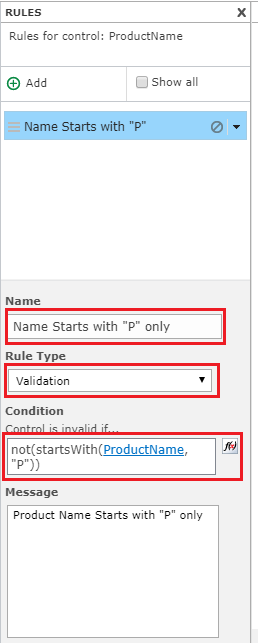 RULES X
Rules for control: ProductName
Add Show all
Name Starts with "P"
Name
Name Starts with "P" only
Rule Type
Validation
Condition
Control is invalid if...
not(startsWith(ProductName,
"P"))
f(x)
Message
Product Name Starts with "P" only